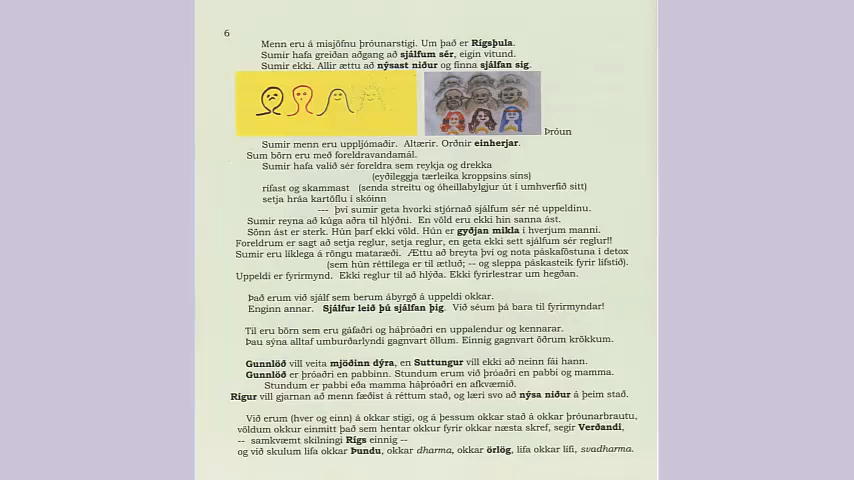 6
Menn eru á misjöfnu þróunarstigi. Um það er Rígsþula.
Sumir hafa greiðan aðgang að sjálfum sér, eigin vitund.
Sumir ekki. Allir ættu að nýsast niður og finna sjálfan sig.
Þróun
Sumir menn eru uppljómaðir. Altærir. Orðnir einherjar.
Sum börn eru með foreldravandamál.
Sumir hafa valið sér foreldra sem reykja og drekka
(eyðileggja tærleika kroppsins síns)
rífast og skammast (senda streitu og óheillabylgjur út í umhverfið sitt)
setja hráa kartöflu í skóinn
--- því sumir geta hvorki stjórnað sjálfum sér né uppeldinu.
Sumir reyna að kúga aðra til hlýðni. En völd eru ekki hin sanna ást.
Sönn ást er sterk. Hún þarf ekki völd. Hún er gyðjan mikla í hverjum manni.
Foreldrum er sagt að setja reglur, setja reglur, en geta ekki sett sjálfum sér reglur!!
Sumir eru líklega á röngu mataræði. Ættu að breyta því og nota páskaföstuna í detox
(sem hún réttilega er til ætluð; -- og sleppa páskasteik fyrir lífstíð).
Uppeldi er fyrirmynd. Ekki reglur til að hlýða. Ekki fyrirlestrar um hegðan.
Það erum við sjálf sem berum ábyrgð á uppeldi okkar.
Enginn annar. Sjálfur leið þú sjálfan þig. Við séum þá bara til fyrirmyndar!
Til eru börn sem eru gáfaðri og háþróaðri en uppalendur og kennarar.
Þau sýna alltaf umburðarlyndi gagnvart öllum. Einnig gagnvart öðrum krökkum.
Gunnlöð vill veita mjöðinn dýra, en Suttungur vill ekki að neinn fái hann.
Gunnlöð er þróaðri en pabbinn. Stundum erum við þróaðri en pabbi og mamma.
Stundum er pabbi eða mamma háþróaðri en afkvæmið.
Rígur vill gjarnan að menn fæðist á réttum stað, og læri svo að nýsa niður á þeim stað.
Við erum (hver og einn) á okkar stigi, og á þessum okkar stað á okkar þróunarbrautu,
völdum okkur einmitt það sem hentar okkur fyrir okkar næsta skref, segir Verðandi,
-- samkvæmt skilningi Rígs einnig --
og við skulum lifa okkar Þundu, okkar dharma, okkar örlög, lifa okkar lífi, svadharma.